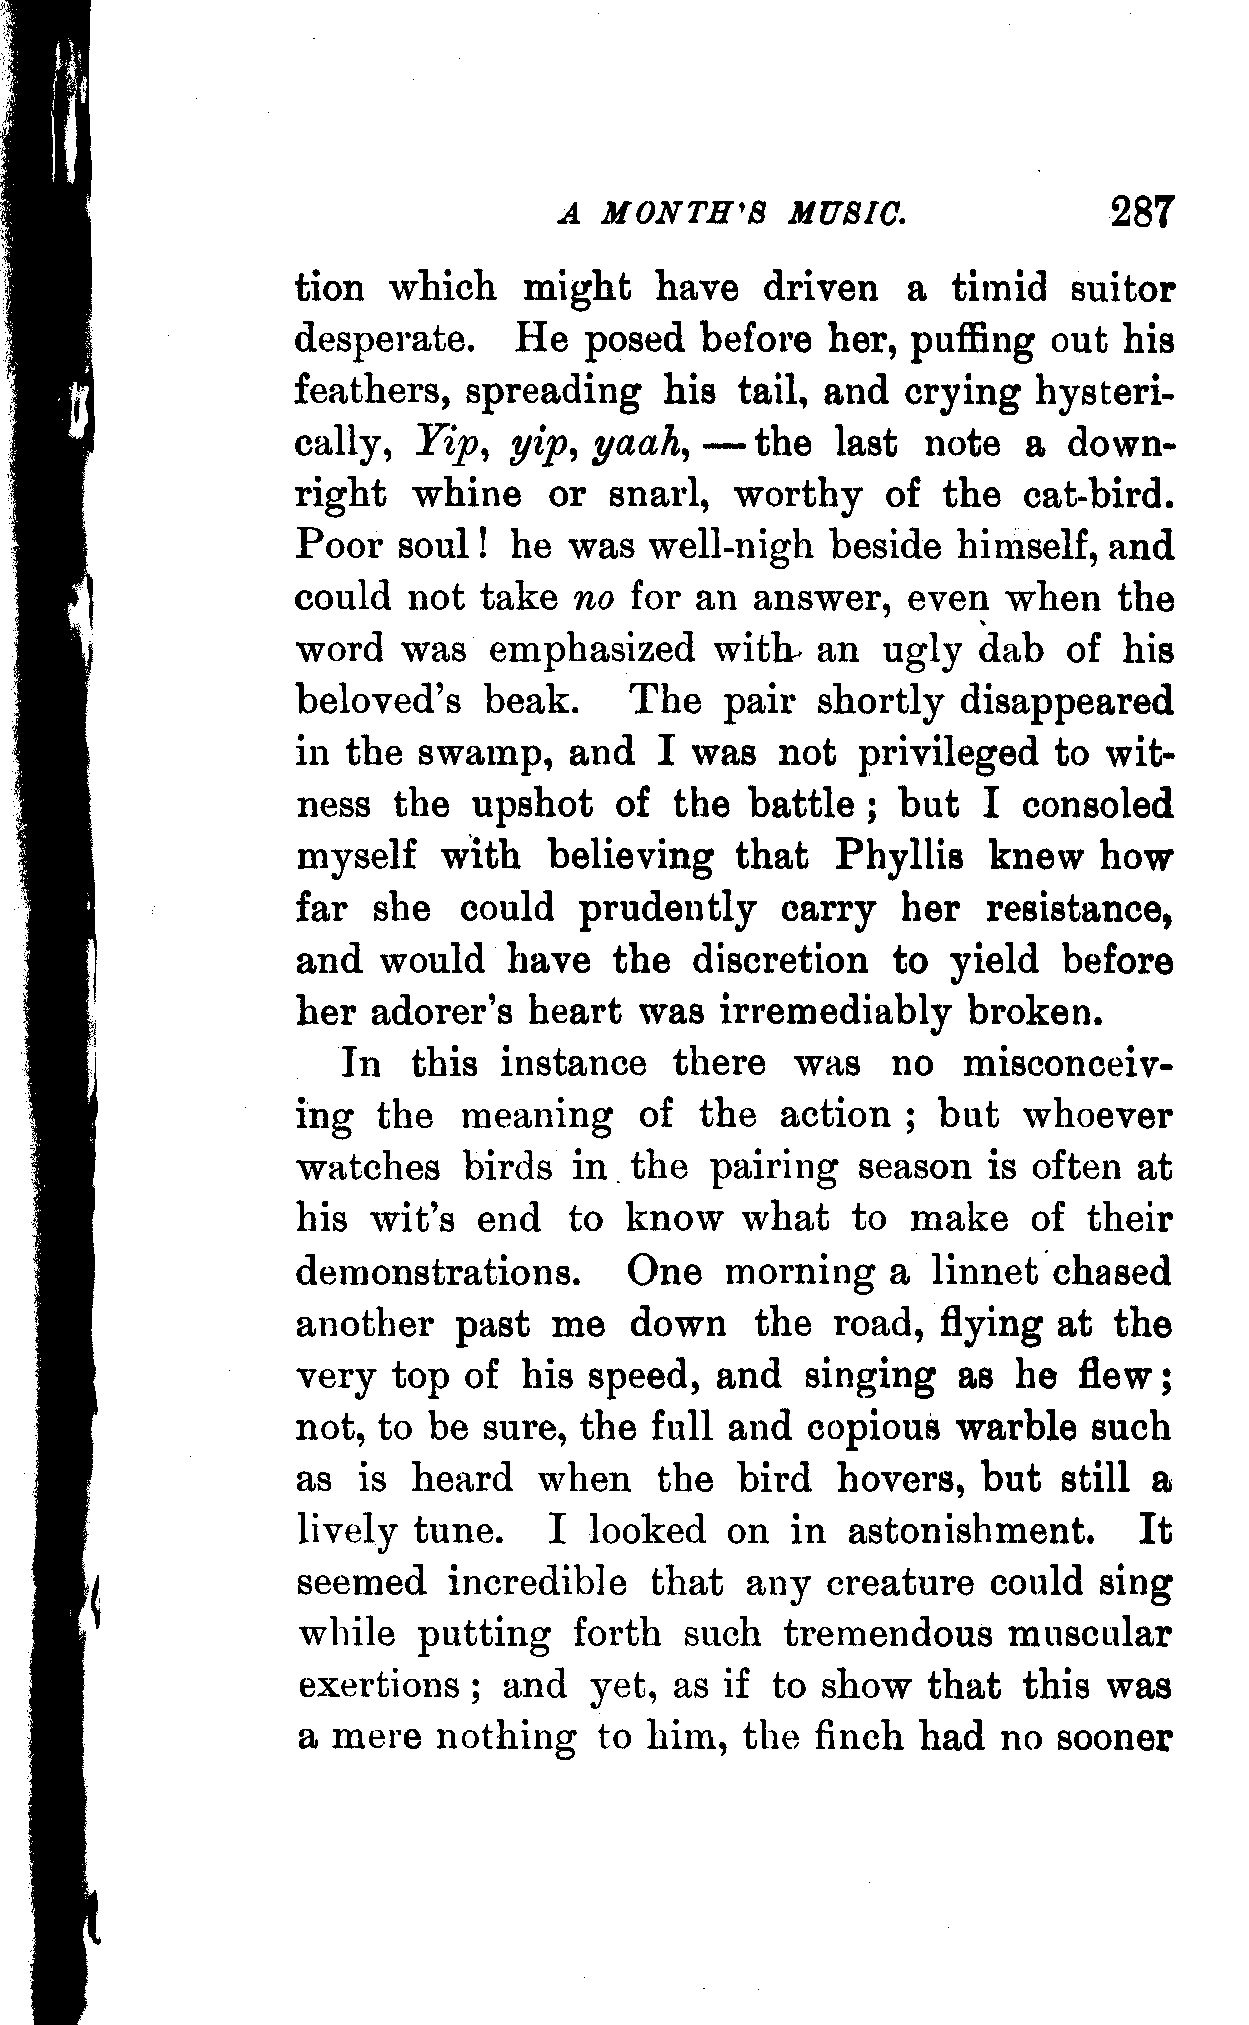 A MONTH'S MUSIC. 287
tion which might have driven a timid suitor
desperate. He posed before her, puffing out his
feathers, spreading his tail, and crying hysteri-
cally, Yip, yip, yaah, — the last note a down-
right whine or snarl, worthy of the cat-bird.
Poor soul! he was well-nigh beside himself, and
could not take no for an answer, even when the
word was emphasized with an ugly dab of his
beloved's beak. The pair shortly disappeared
in the swamp, and I was not privileged to wit-
ness the upshot of the battle ; but I consoled
myself with believing that Phyllis knew how
far she could prudently carry her resistance,
and would have the discretion to yield before
her adorer's heart was irremediably broken.
In this instance there was no misconceiv-
ing the meaning of the action ; but whoever
watches birds in the pairing season is often at
his wit's end to know what to make of their
demonstrations. One morning a linnet chased
another past me down the road, flying at the
very top of his speed, and singing as he flew ;
not, to be sure, the full and copious warble such
as is heard when the bird hovers, but still a
lively tune. I looked on in astonishment. It
seemed incredible that any creature could sing
while putting forth such tremendous muscular
exertions ; and yet, as if to show that this was
a mere nothing to him, the finch had no sooner